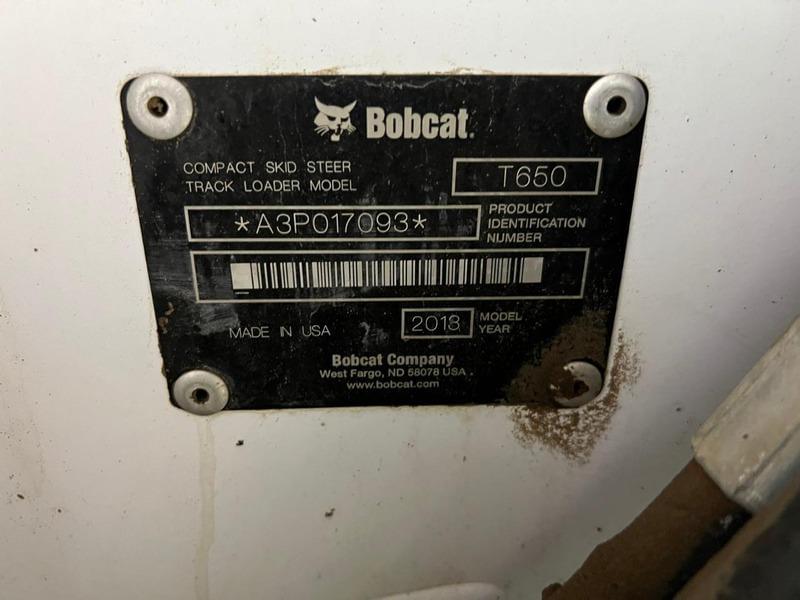 Bobcat.
COMPACT SKID STEER
TRACK LOADER MODEL
T650
*A3P017093*
PRODUCT
IDENTIFICATION
NUMBER
MADE IN USA
2013
MODEL
YEAR
Bobcat Company
West Fargo, ND 58078 USA
www.bobcat.com